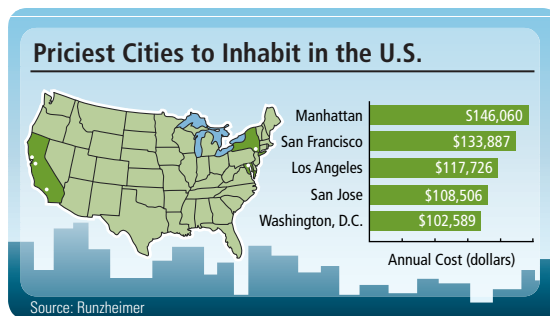 Priciest Cities to Inhabit in the U.S.
Manhattan $146,060
San Francisco $133,887
Los Angeles $117,726
San Jose $108,506
Washington, D.C. $102,589
Annual Cost (dollars)
Source: Runzheimer